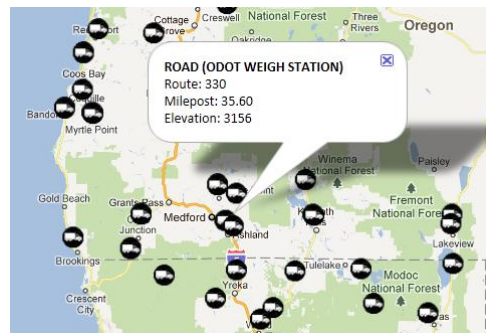 Cottage
Grove
Creswell
National Forest
Three
Rivers
Oregon
Oakridge
ROAD (ODOT WEIGH STATION)
Route: 330
Milepost: 35.60
Elevation: 3156
Coos Bay
Bandon
Myrtle Point
Winema
National Forest
Paisley
Gold Beach
Grants Pass
Medford
Fremont
National Forest
Ashland
Junction
Lakeview
Brookings
Tulelake
Modoc
National Forest
Yreka
Crescent
City